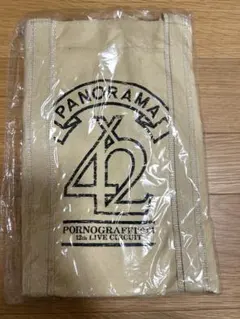 PANORAMA
X
42
PORNOGRAFFITTI
12th LIVE CIRCUIT